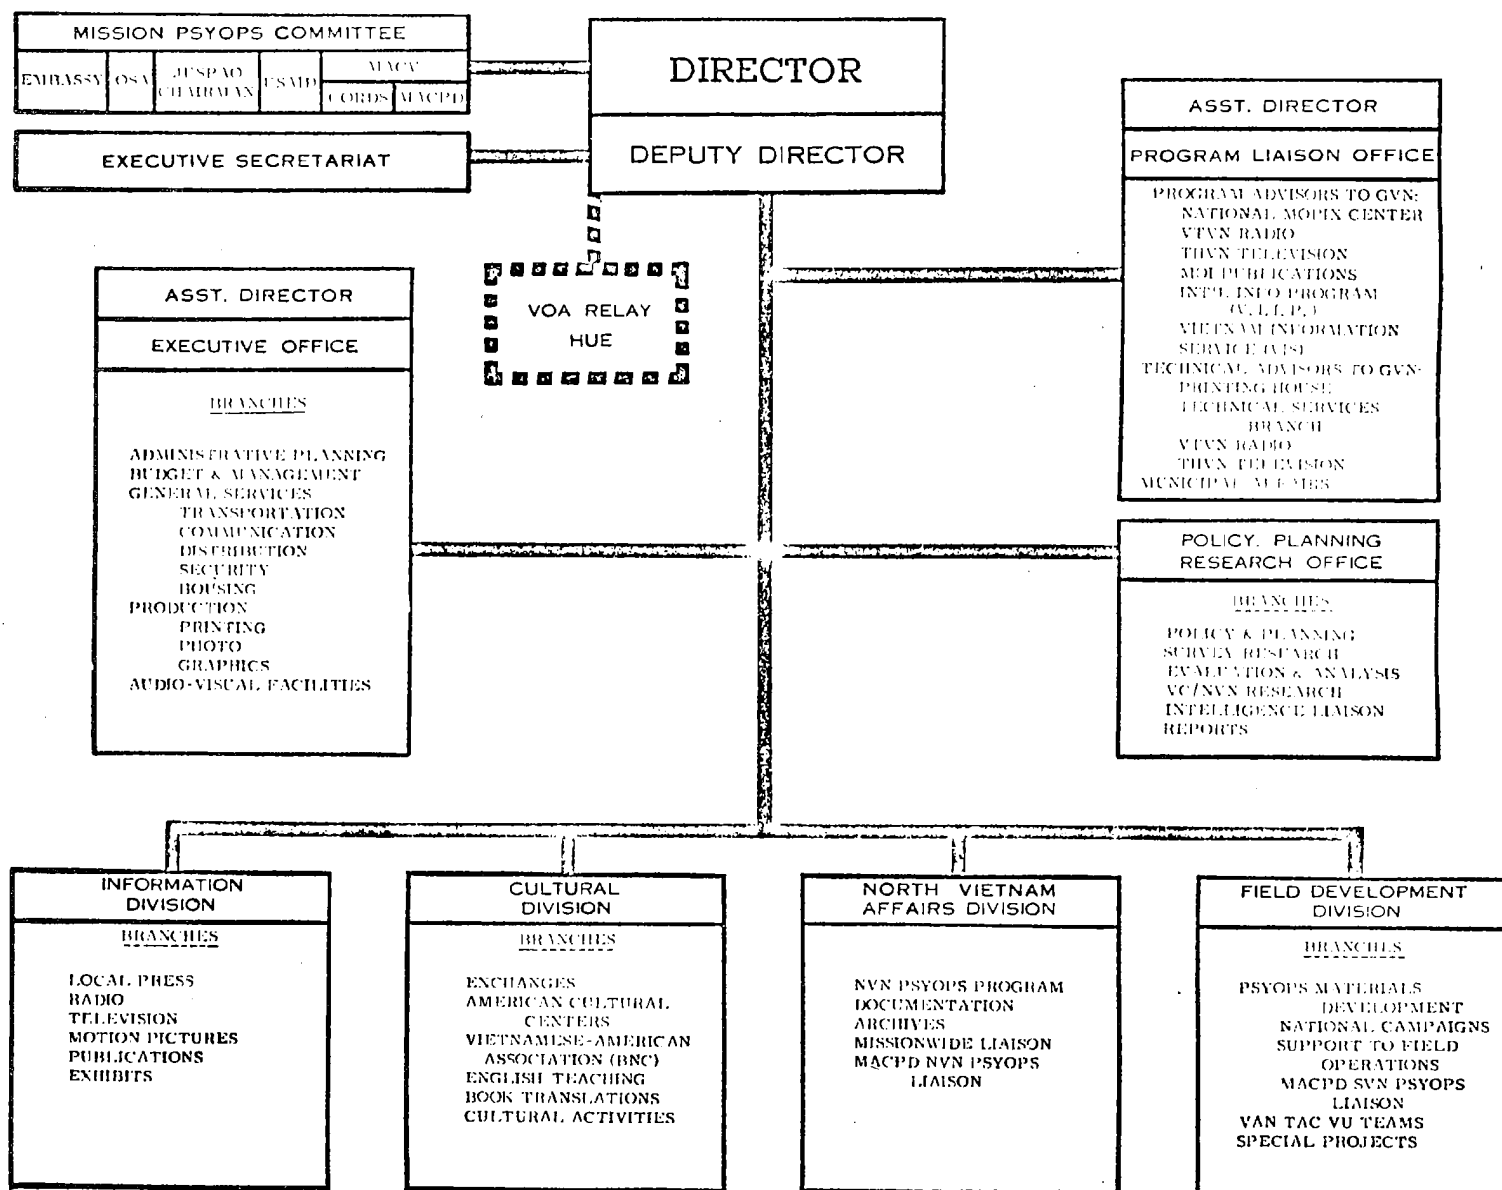 MISSION PSYOPS COMMITTEE
EMBASSY
OSA
JUSPAO
CHAIRMAN
USAID
MACV
CORDS
MACPD
EXECUTIVE SECRETARIAT
DIRECTOR
DEPUTY DIRECTOR
VOA RELAY
HUE
ASST. DIRECTOR
PROGRAM LIAISON OFFICE
PROGRAM ADVISORS TO GVN:
NATIONAL MOPIX CENTER
VTVN RADIO
THVN TELEVISION
MOI PUBLICATIONS
INT'L INFO PROGRAM
(V.I.I.P.)
VIETNAM INFORMATION
SERVICE (VIS)
TECHNICAL ADVISORS TO GVN:
PRINTING HOUSE
TECHNICAL SERVICES
BRANCH
VTVN RADIO
THVN TELEVISION
MUNICIPAL AFFAIRS
ASST. DIRECTOR
EXECUTIVE OFFICE
BRANCHES
ADMINISTRATIVE PLANNING
BUDGET & MANAGEMENT
GENERAL SERVICES
TRANSPORTATION
COMMUNICATION
DISTRIBUTION
SECURITY
HOUSING
PRODUCTION
PRINTING
PHOTO
GRAPHICS
AUDIO-VISUAL FACILITIES
POLICY. PLANNING
RESEARCH OFFICE
BRANCHES
POLICY & PLANNING
SURVEY RESEARCH
EVALUATION & ANALYSIS
VC/NVN RESEARCH
INTELLIGENCE LIAISON
REPORTS
INFORMATION
DIVISION
BRANCHES
LOCAL PRESS
RADIO
TELEVISION
MOTION PICTURES
PUBLICATIONS
EXHIBITS
CULTURAL
DIVISION
BRANCHES
EXCHANGES
AMERICAN CULTURAL
CENTERS
VIETNAMESE-AMERICAN
ASSOCIATION (BNC)
ENGLISH TEACHING
BOOK TRANSLATIONS
CULTURAL ACTIVITIES
NORTH VIETNAM
AFFAIRS DIVISION
NVN PSYOPS PROGRAM
DOCUMENTATION
ARCHIVES
MISSIONWIDE LIAISON
MACPD NVN PSYOPS
LIAISON
FIELD DEVELOPMENT
DIVISION
BRANCHES
PSYOPS MATERIALS
DEVELOPMENT
NATIONAL CAMPAIGNS
SUPPORT TO FIELD
OPERATIONS
MACPD SVN PSYOPS
LIAISON
VAN TAC VU TEAMS
SPECIAL PROJECTS